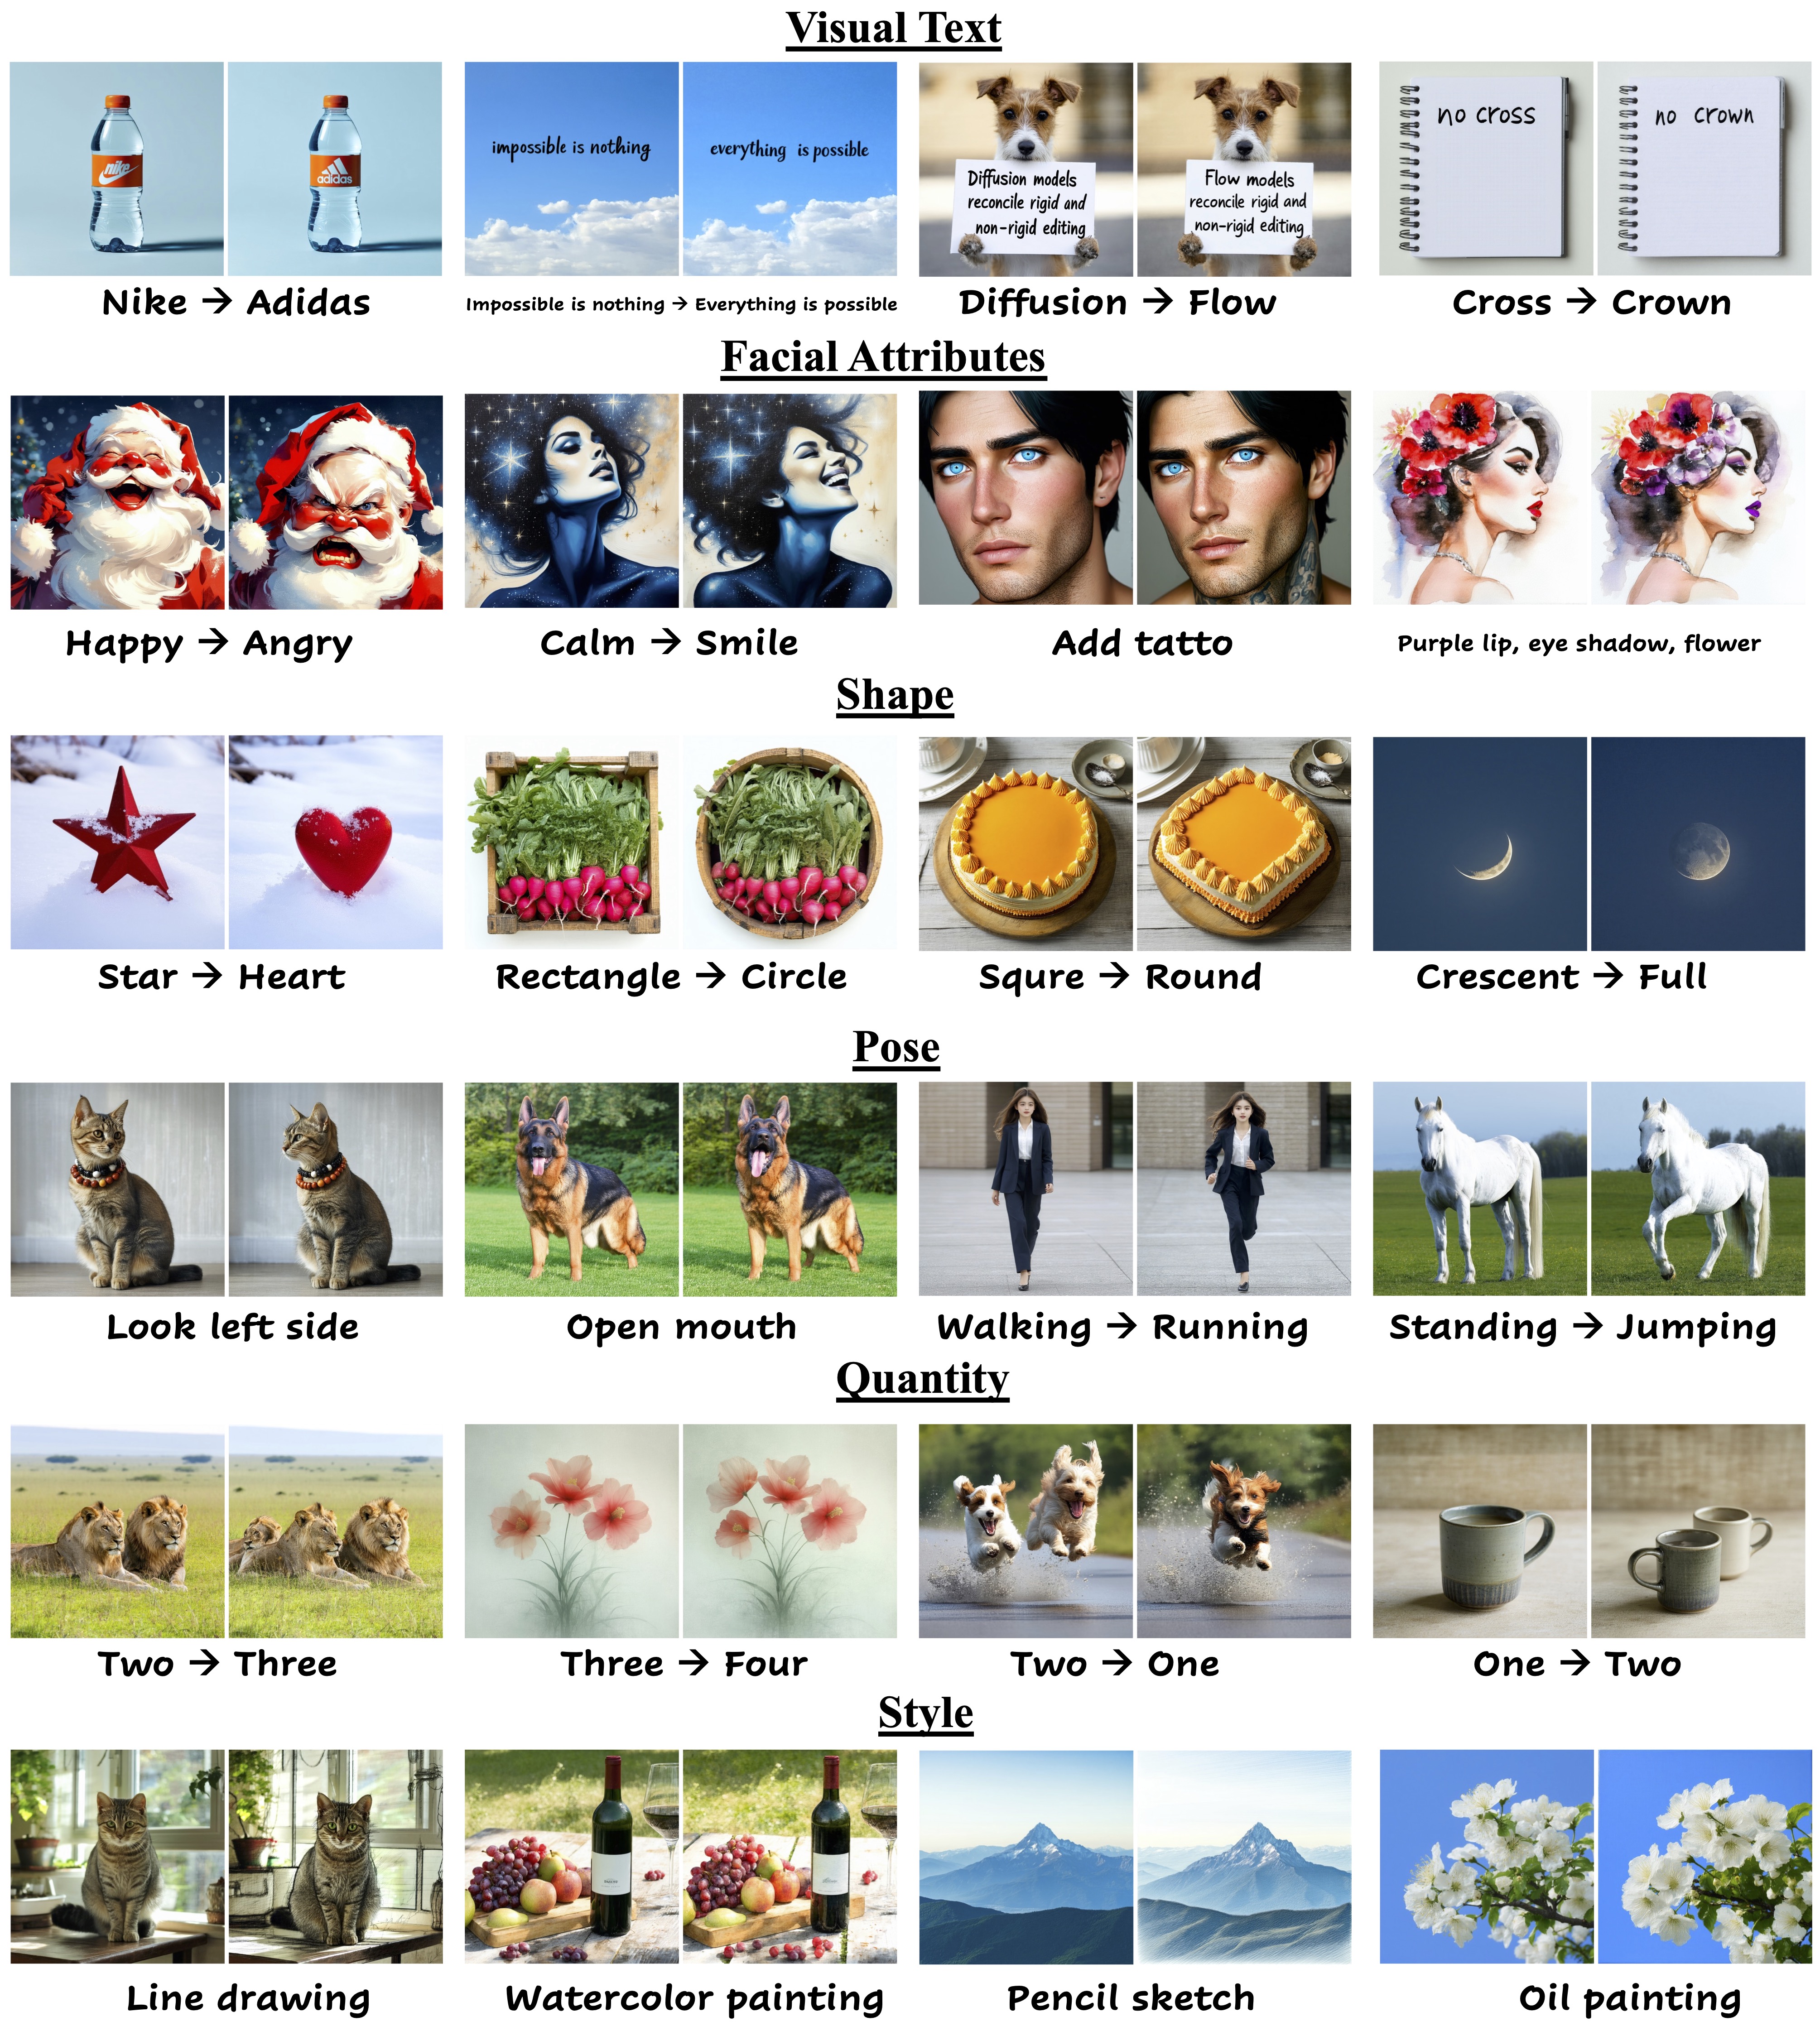 Visual Text
nike
adidas
impossible is nothing
everything is possible
Diffusion models
reconcile rigid and
non-rigid editing
Flow models
reconcile rigid and
non-rigid editing
no cross
no crown
Nike → Adidas
Impossible is nothing → Everything is possible
Diffusion → Flow
Cross → Crown
Facial Attributes
Happy → Angry
Calm → Smile
Add tatto
Purple lip, eye shadow, flower
Shape
Star → Heart
Rectangle → Circle
Squre → Round
Crescent → Full
Pose
Look left side
Open mouth
Walking → Running
Standing → Jumping
Quantity
Two → Three
Three → Four
Two → One
One → Two
Style
Line drawing
Watercolor painting
Pencil sketch
Oil painting